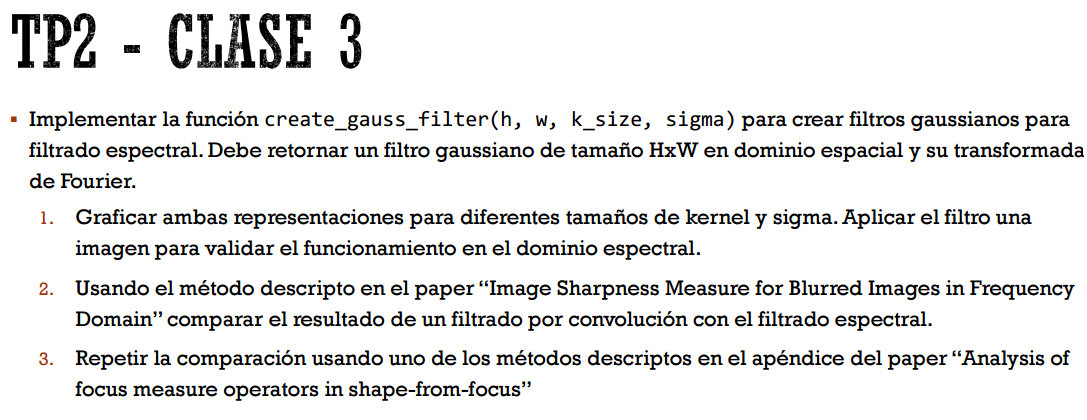 TP2 - CLASE 3
▪ Implementar la función create_gauss_filter(h, w, k_size, sigma) para crear filtros gaussianos para
filtrado espectral. Debe retornar un filtro gaussiano de tamaño HxW en dominio espacial y su transformada
de Fourier.
1. Graficar ambas representaciones para diferentes tamaños de kernel y sigma. Aplicar el filtro una
imagen para validar el funcionamiento en el dominio espectral.
2. Usando el método descripto en el paper “Image Sharpness Measure for Blurred Images in Frequency
Domain” comparar el resultado de un filtrado por convolución con el filtrado espectral.
3. Repetir la comparación usando uno de los métodos descriptos en el apéndice del paper “Analysis of
focus measure operators in shape-from-focus”